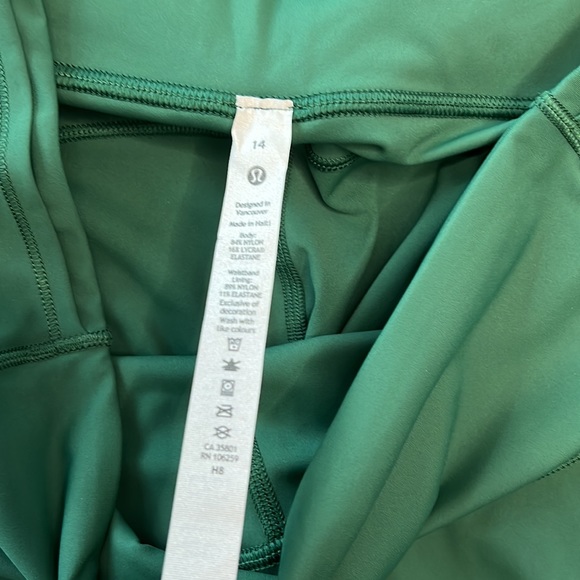 14
Designed in
Vancouver
Made in Haiti
Body:
84% NYLON
16% LYCRA®
ELASTANE
Waistband
Lining:
89% NYLON
11% ELASTANE
Exclusive of
decoration
Wash with
like colours
CA 35801
RN 106259
H8